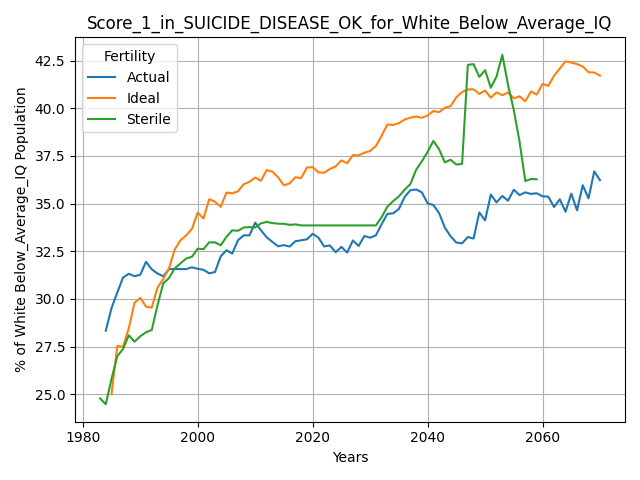 Score_1_in_SUICIDE_DISEASE_OK_for_White_Below_Average_IQ
Fertility
Actual
Ideal
Sterile
% of White Below_Average_IQ Population
42.5
40.0
37.5
35.0
32.5
30.0
27.5
25.0
1980
2000
2020
2040
2060
Years